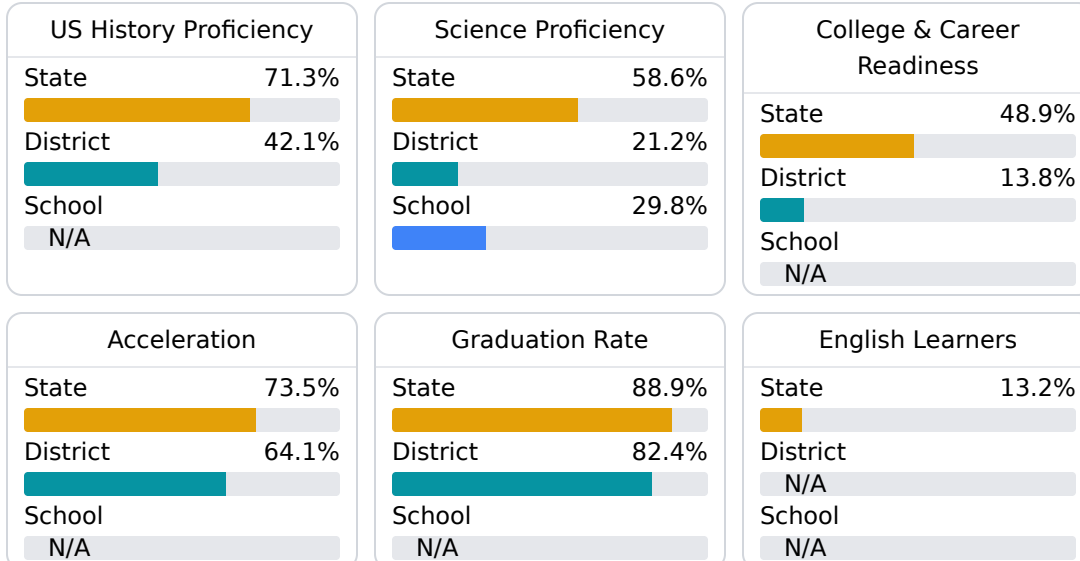 US History Proficiency
State 71.3%
District 42.1%
School
N/A
Science Proficiency
State 58.6%
District 21.2%
School 29.8%
College & Career
Readiness
State 48.9%
District 13.8%
School
N/A
Acceleration
State 73.5%
District 64.1%
School
N/A
Graduation Rate
State 88.9%
District 82.4%
School
N/A
English Learners
State 13.2%
District
N/A
School
N/A